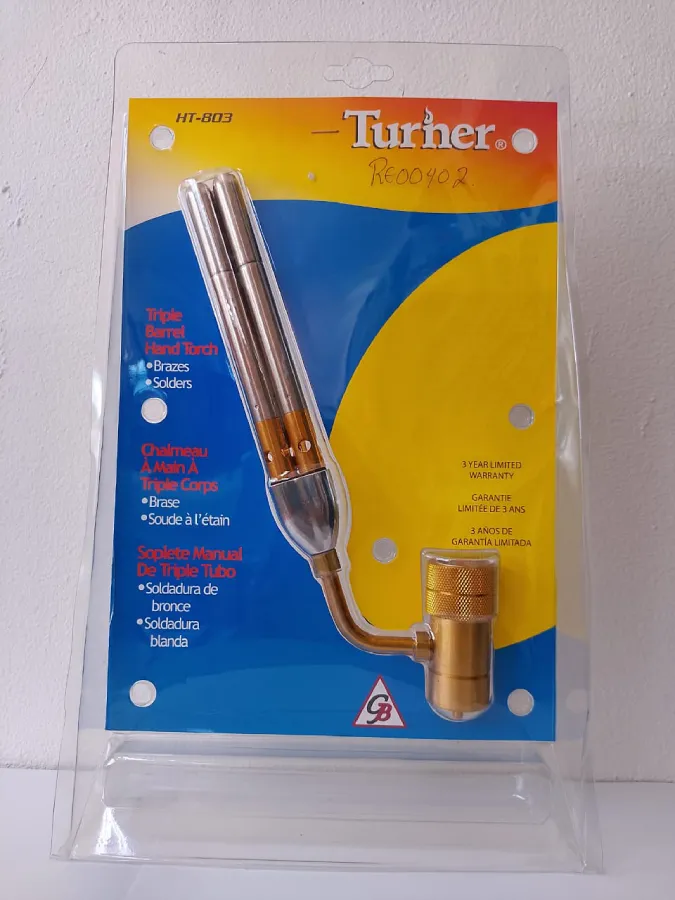 HT-803
Turner®
RE00402
Triple
Barrel
Hand Torch
•Brazes
•Solders
Chalmeau
À Main À
Triple Corps
•Brase
•Soude à l'étain
Soplete Manual
De Triple Tubo
•Soldadura de
bronce
•Soldadura
blanda
3 YEAR LIMITED
WARRANTY
GARANTIE
LIMITÉE DE 3 ANS
3 AÑOS DE
GARANTÍA LIMITADA
GB